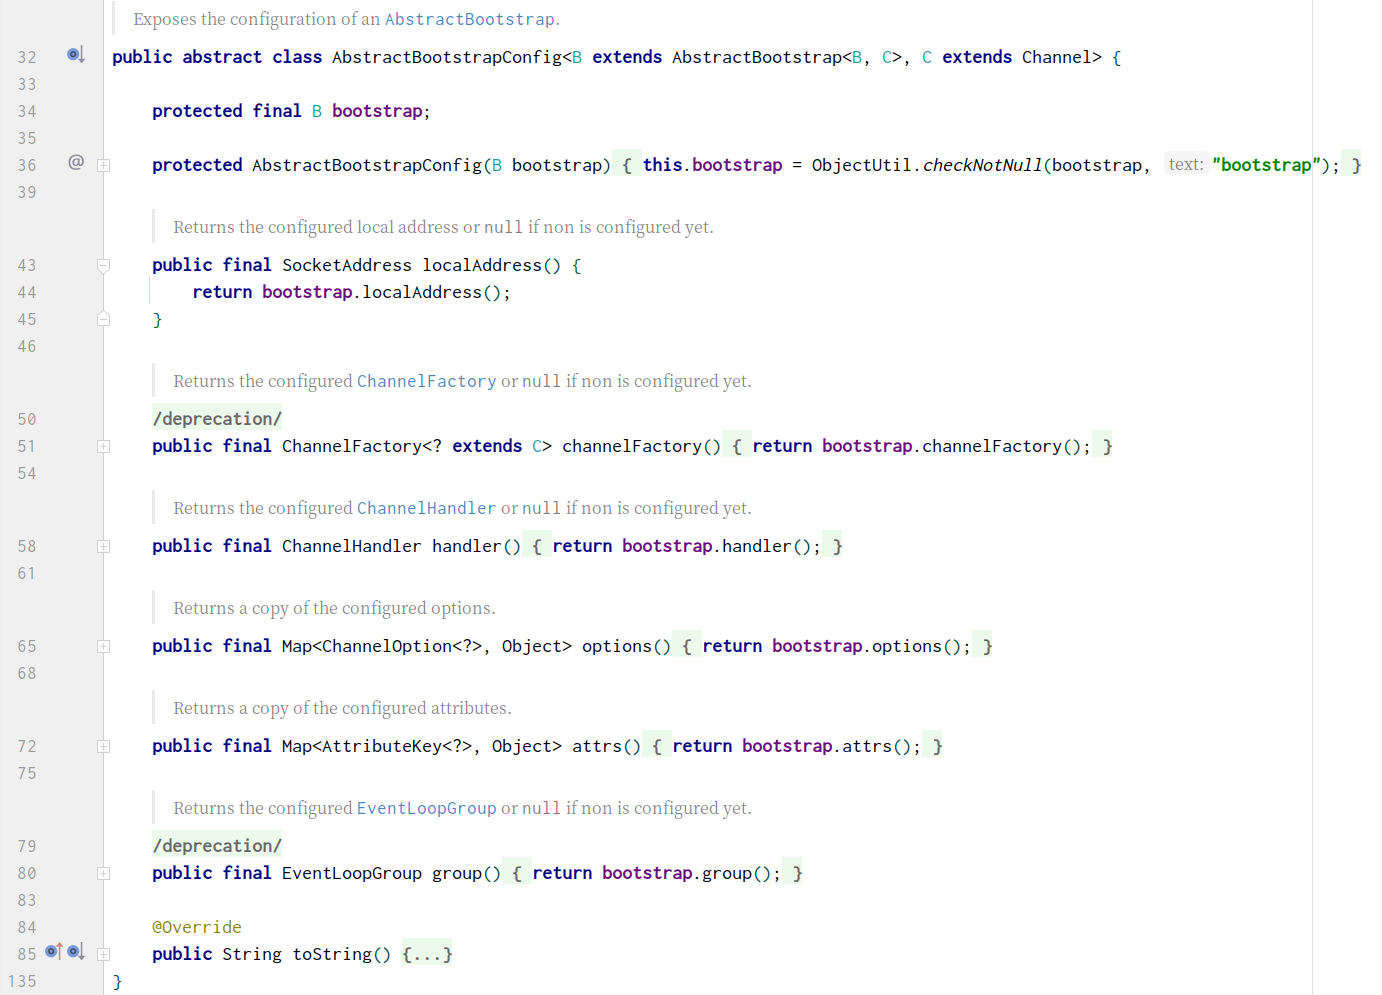 Exposes the configuration of an AbstractBootstrap.
32 public abstract class AbstractBootstrapConfig<B extends AbstractBootstrap<B, C>, C extends Channel> {
33
34 protected final B bootstrap;
35
36 @ protected AbstractBootstrapConfig(B bootstrap) { this.bootstrap = ObjectUtil.checkNotNull(bootstrap, text: "bootstrap"); }
39
Returns the configured local address or null if non is configured yet.
43 public final SocketAddress localAddress() {
44 return bootstrap.localAddress();
45 }
46
Returns the configured ChannelFactory or null if non is configured yet.
50 /deprecation/
51 public final ChannelFactory<? extends C> channelFactory() { return bootstrap.channelFactory(); }
54
Returns the configured ChannelHandler or null if non is configured yet.
58 public final ChannelHandler handler() { return bootstrap.handler(); }
61
Returns a copy of the configured options.
65 public final Map<ChannelOption<?>, Object> options() { return bootstrap.options(); }
68
Returns a copy of the configured attributes.
72 public final Map<AttributeKey<?>, Object> attrs() { return bootstrap.attrs(); }
75
Returns the configured EventLoopGroup or null if non is configured yet.
79 /deprecation/
80 public final EventLoopGroup group() { return bootstrap.group(); }
83
84 @Override
85 public String toString() {...}
135 }